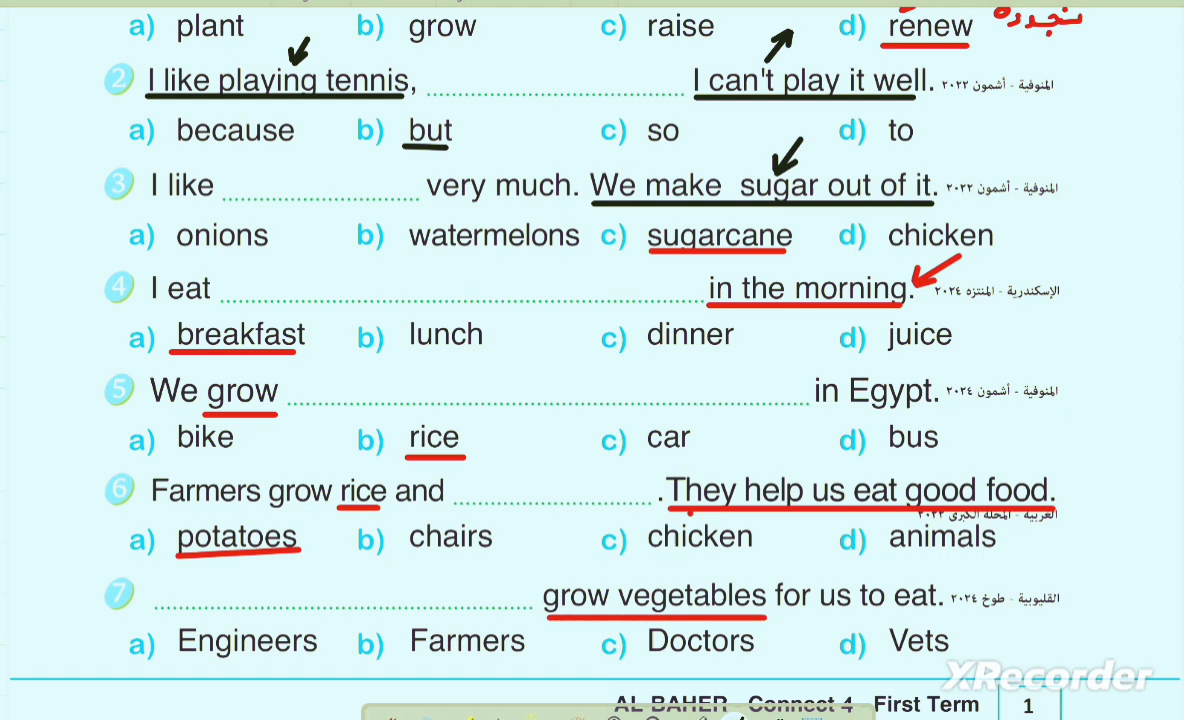 a) plant b) grow c) raise d) renew
2 I like playing tennis, ........................ I can't play it well. المنوفية - أشمون ٢٠٢٢
a) because b) but c) so d) to
3 I like ........................ very much. We make sugar out of it. المنوفية - أشمون ٢٠٢٢
a) onions b) watermelons c) sugarcane d) chicken
4 I eat ........................ in the morning. الإسكندرية - المنتزه ٢٠٢٤
a) breakfast b) lunch c) dinner d) juice
5 We grow ........................ in Egypt. المنوفية - أشمون ٢٠٢٤
a) bike b) rice c) car d) bus
6 Farmers grow rice and ........................ .They help us eat good food.
الغربية - المحلة الكبرى ٢٠٢٢
a) potatoes b) chairs c) chicken d) animals
7 ........................ grow vegetables for us to eat. القليوبية - طوخ ٢٠٢٤
a) Engineers b) Farmers c) Doctors d) Vets
XRecorder
AL BAHER - Connect 4 First Term 1